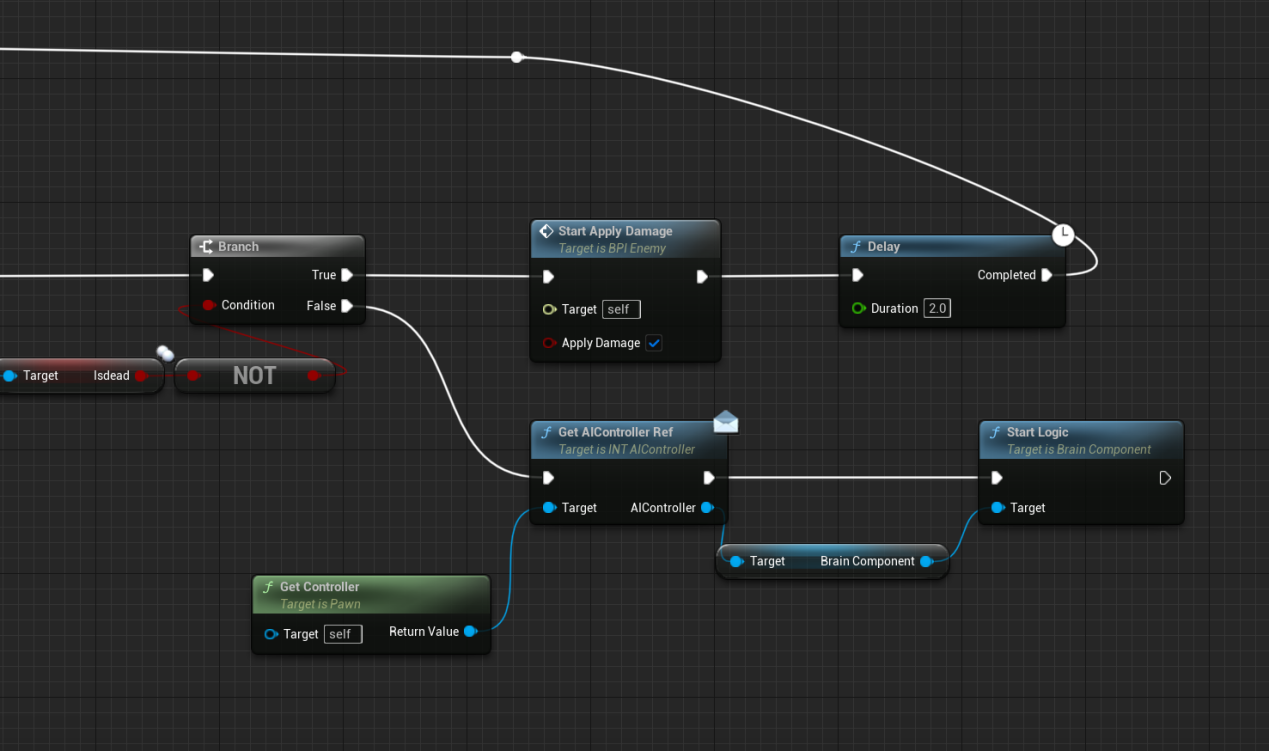 Branch
True
Condition
False
Target
Isdead
NOT
Start Apply Damage
Target is BPI Enemy
Target
self
Apply Damage
Delay
Completed
Duration
2.0
Get AIController Ref
Target is INT AIController
Target
AIController
Start Logic
Target is Brain Component
Target
Target
Brain Component
Get Controller
Target is Pawn
Target
self
Return Value